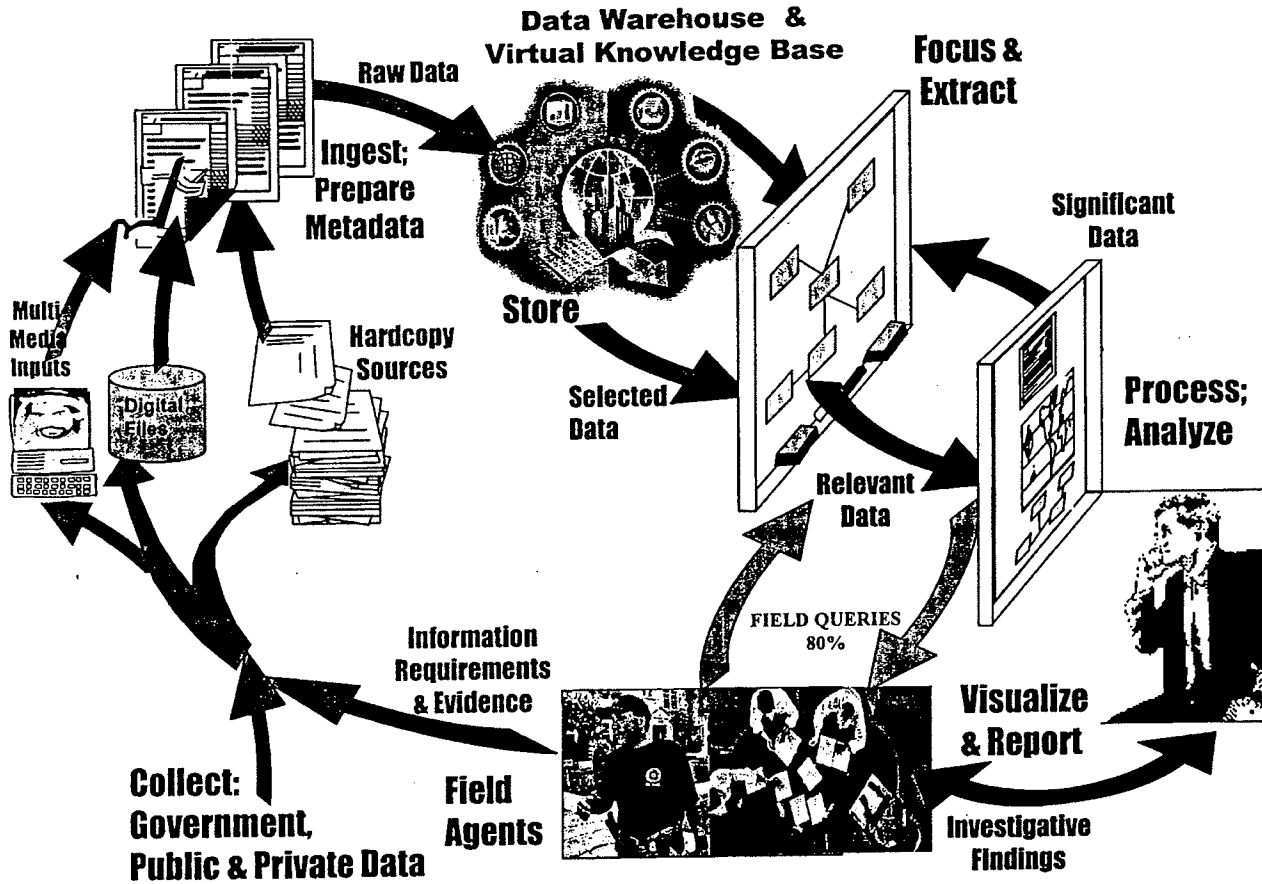 Data Warehouse &
Virtual Knowledge Base
Focus &
Extract
Raw Data
Ingest;
Prepare
Metadata
Significant
Data
Multi
Media
Inputs
Hardcopy
Sources
Store
Digital
Files
Selected
Data
Process;
Analyze
Relevant
Data
FIELD QUERIES
80%
Information
Requirements
& Evidence
Visualize
& Report
Collect:
Government,
Public & Private Data
Field
Agents
Investigative
Findings